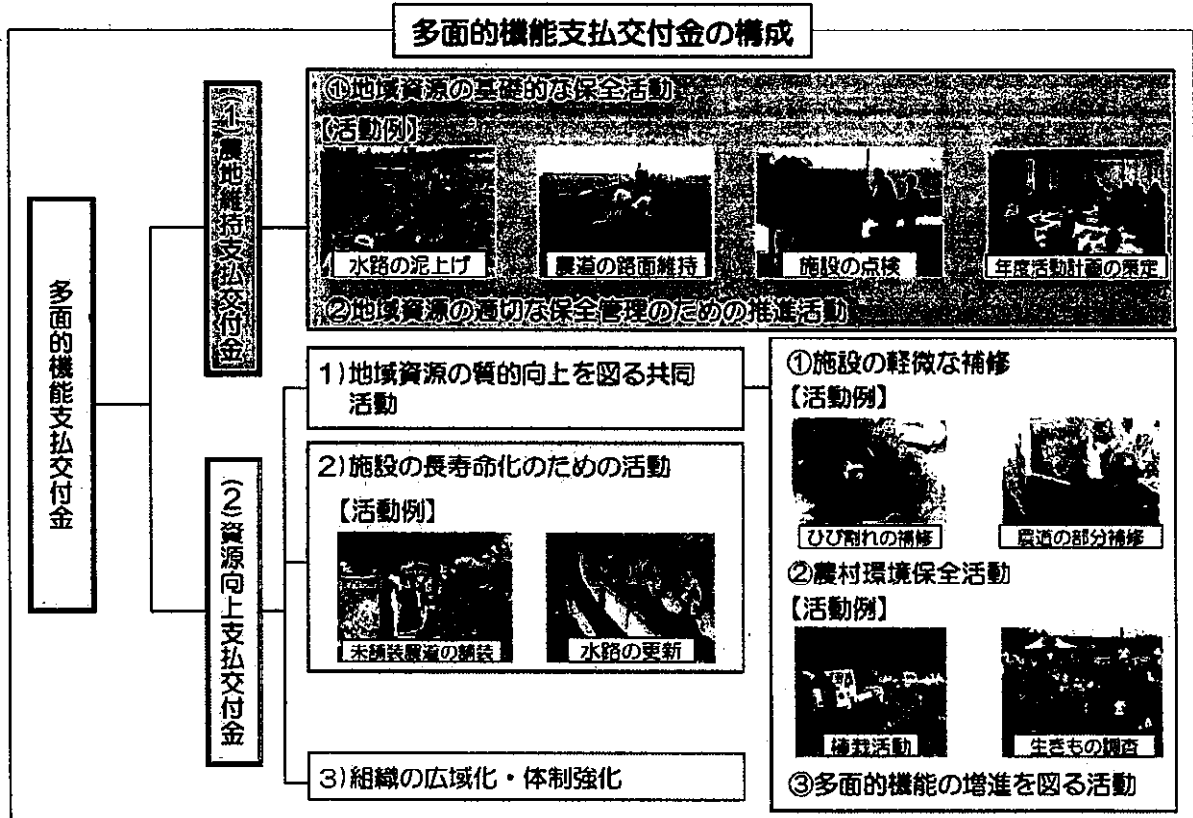 多面的機能支払交付金の構成
多面的機能支払交付金
(1)農地維持支払交付金
①地域資源の基礎的な保全活動
【活動例】
水路の泥上げ
農道の路面維持
施設の点検
年度活動計画の策定
②地域資源の適切な保全管理のための推進活動
(2)資源向上支払交付金
1)地域資源の質的向上を図る共同
活動
2)施設の長寿命化のための活動
【活動例】
未舗装農道の舗装
水路の更新
3)組織の広域化・体制強化
①施設の軽微な補修
【活動例】
ひび割れの補修
農道の部分補修
②農村環境保全活動
【活動例】
植栽活動
生きもの調査
③多面的機能の増進を図る活動